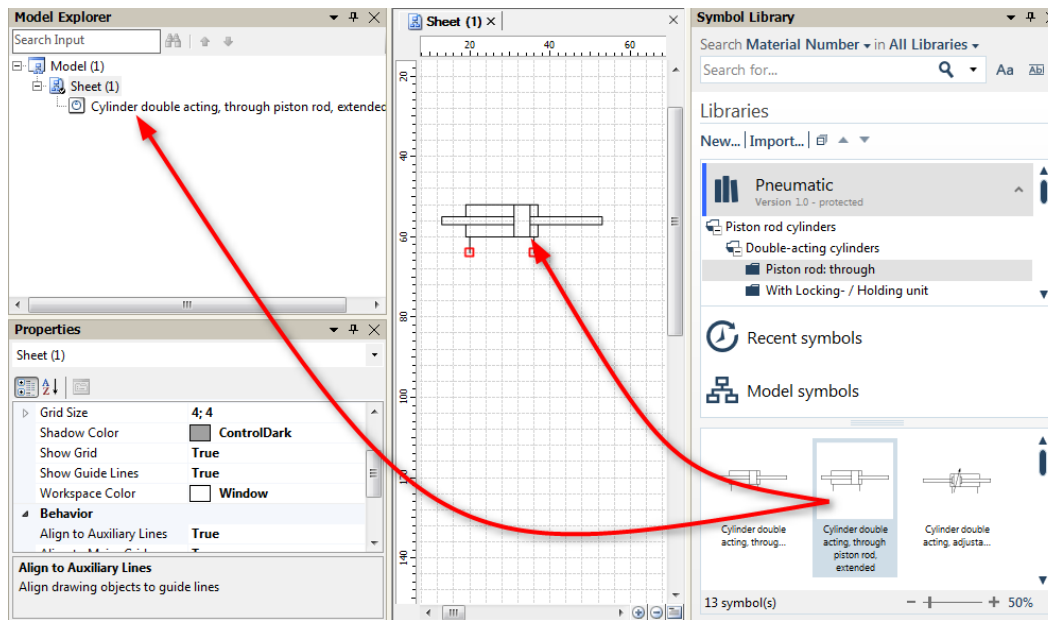 Model Explorer
Search Input
Model (1)
Sheet (1)
Cylinder double acting, through piston rod, extended
Properties
Sheet (1)
Grid Size 4; 4
Shadow Color ControlDark
Show Grid True
Show Guide Lines True
Workspace Color Window
Behavior
Align to Auxiliary Lines True
Align to Auxiliary Lines
Align drawing objects to guide lines
Sheet (1) ×
20 40 60
20
40
60
80
100
120
140
Symbol Library
Search Material Number in All Libraries
Search for...
Aa Ab
Libraries
New... Import...
Pneumatic
Version 1.0 - protected
Piston rod cylinders
Double-acting cylinders
Piston rod: through
With Locking- / Holding unit
Recent symbols
Model symbols
Cylinder double
acting, throug...
Cylinder double
acting, through
piston rod,
extended
Cylinder double
acting, adjusta...
13 symbol(s)
50%